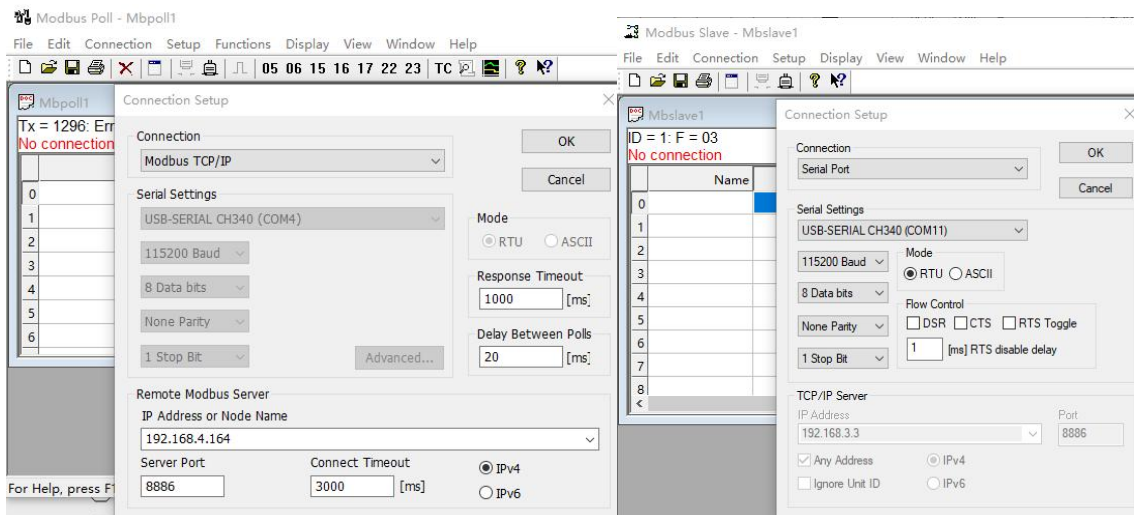 Modbus Poll - Mbpoll1
File Edit Connection Setup Functions Display View Window Help
05 06 15 16 17 22 23 TC
Mbpoll1
Tx = 1296: Err
No connection
0
1
2
3
4
5
6
For Help, press F1
Connection Setup
Connection
Modbus TCP/IP
OK
Cancel
Serial Settings
USB-SERIAL CH340 (COM4)
115200 Baud
8 Data bits
None Parity
1 Stop Bit
Advanced...
Mode
RTU ASCII
Response Timeout
1000 [ms]
Delay Between Polls
20 [ms]
Remote Modbus Server
IP Address or Node Name
192.168.4.164
Server Port Connect Timeout
8886 3000 [ms]
IPv4
IPv6
Modbus Slave - Mbslave1
File Edit Connection Setup Display View Window Help
Mbslave1
ID = 1: F = 03
No connection
Name
0
1
2
3
4
5
6
7
8
Connection Setup
Connection
Serial Port
OK
Cancel
Serial Settings
USB-SERIAL CH340 (COM11)
115200 Baud
8 Data bits
None Parity
1 Stop Bit
Mode
RTU ASCII
Flow Control
DSR CTS RTS Toggle
1 [ms] RTS disable delay
TCP/IP Server
IP Address Port
192.168.3.3 8886
Any Address IPv4
Ignore Unit ID IPv6